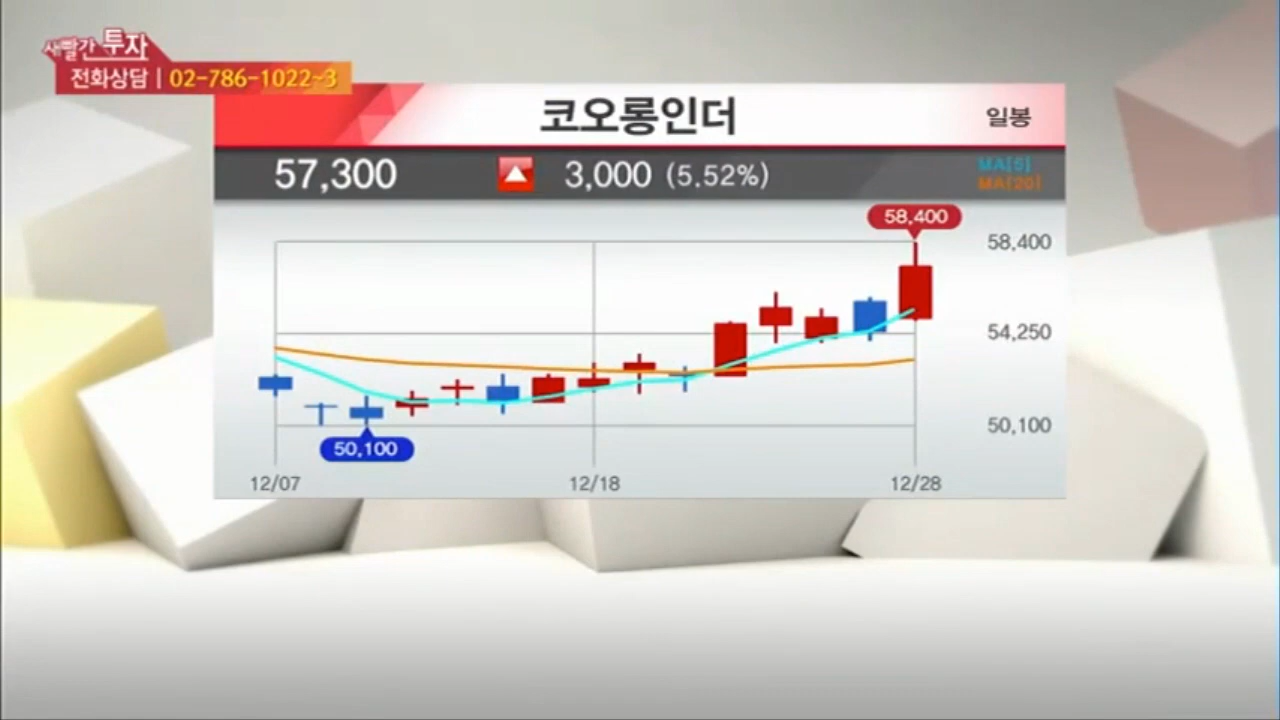 새빨간 투자
전화상담 | 02-786-1022~3
코오롱인더
일봉
57,300 3,000 (5.52%)
MA[5]
MA[20]
58,400
58,400
54,250
50,100
50,100
12/07 12/18 12/28